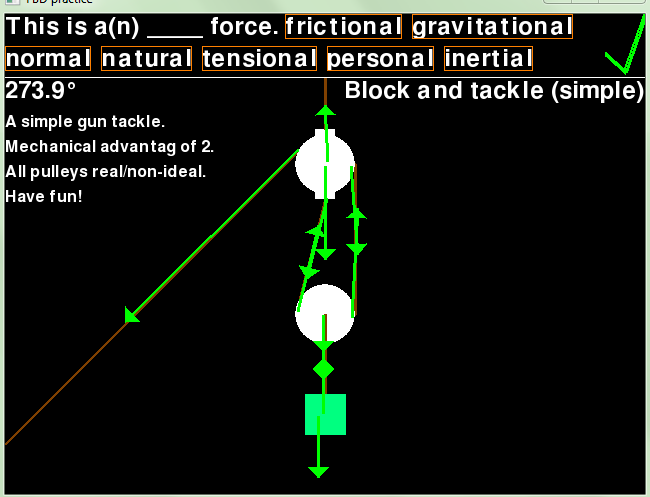 FBD practice
This is a(n) _____ force. frictional gravitational
normal natural tensional personal inertial
273.9° Block and tackle (simple)
A simple gun tackle.
Mechanical advantag of 2.
All pulleys real/non-ideal.
Have fun!